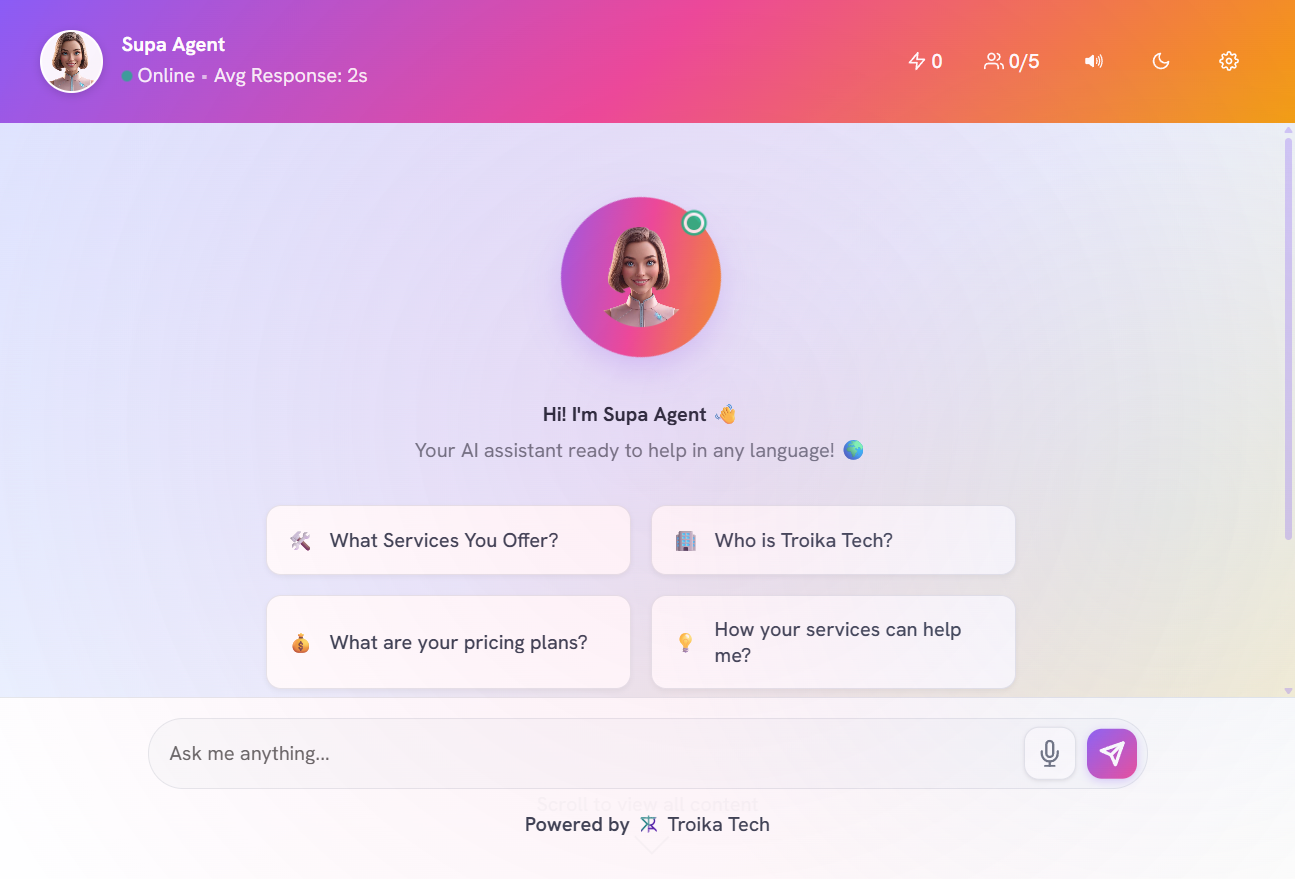 Supa Agent
Online • Avg Response: 2s
0
0/5
Hi! I'm Supa Agent 👋
Your AI assistant ready to help in any language! 🌍
What Services You Offer?
Who is Troika Tech?
What are your pricing plans?
How your services can help
me?
Ask me anything...
Scroll to view all content
Powered by Troika Tech